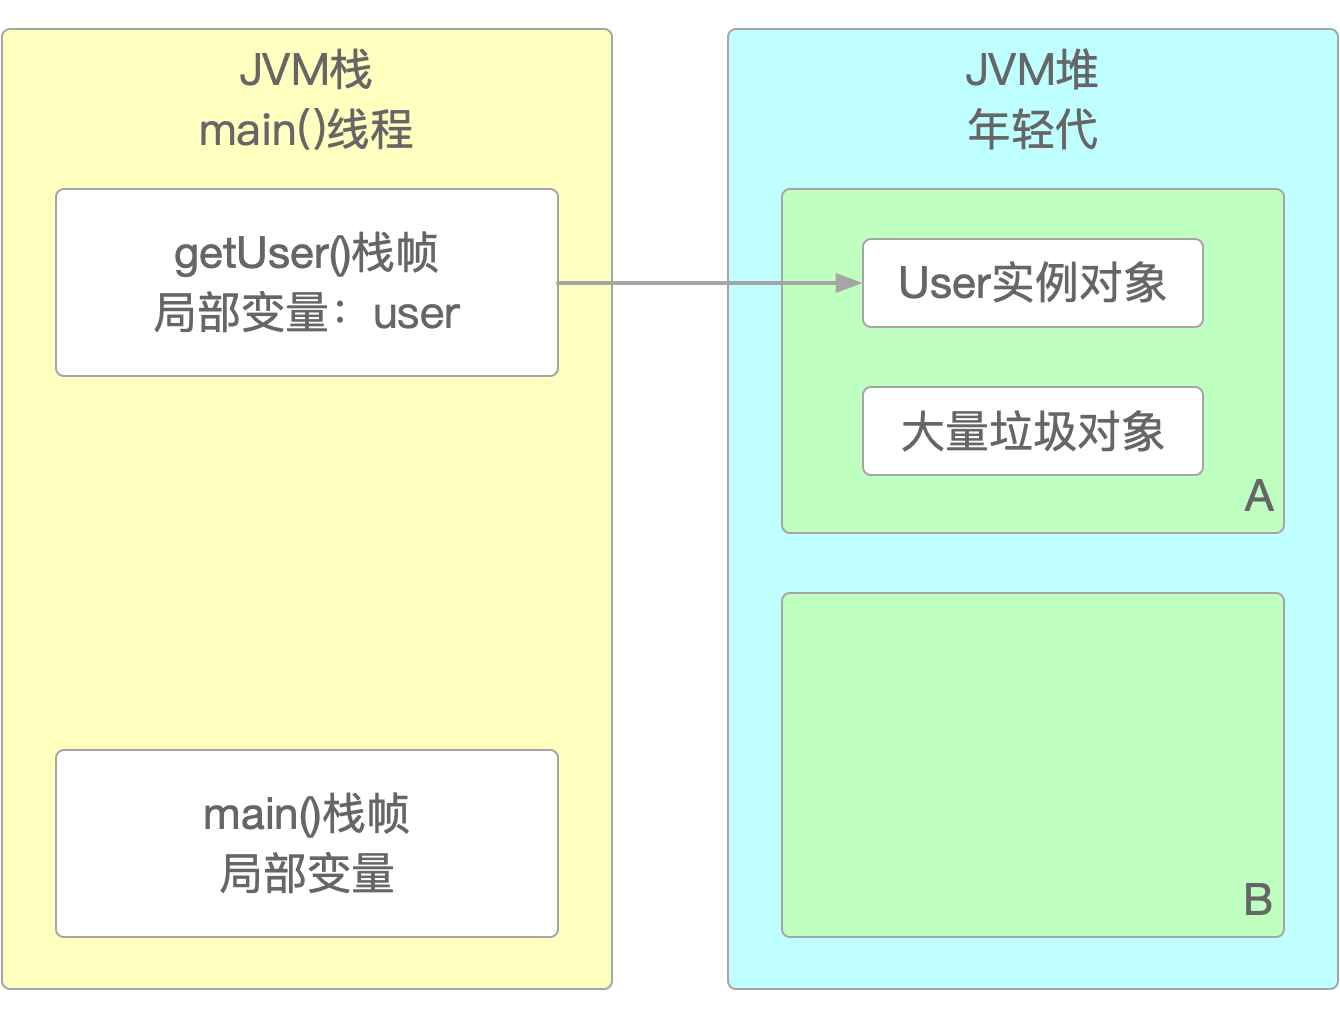 JVM栈
main()线程
getUser()栈帧
局部变量：user
main()栈帧
局部变量
JVM堆
年轻代
User实例对象
大量垃圾对象
A
B